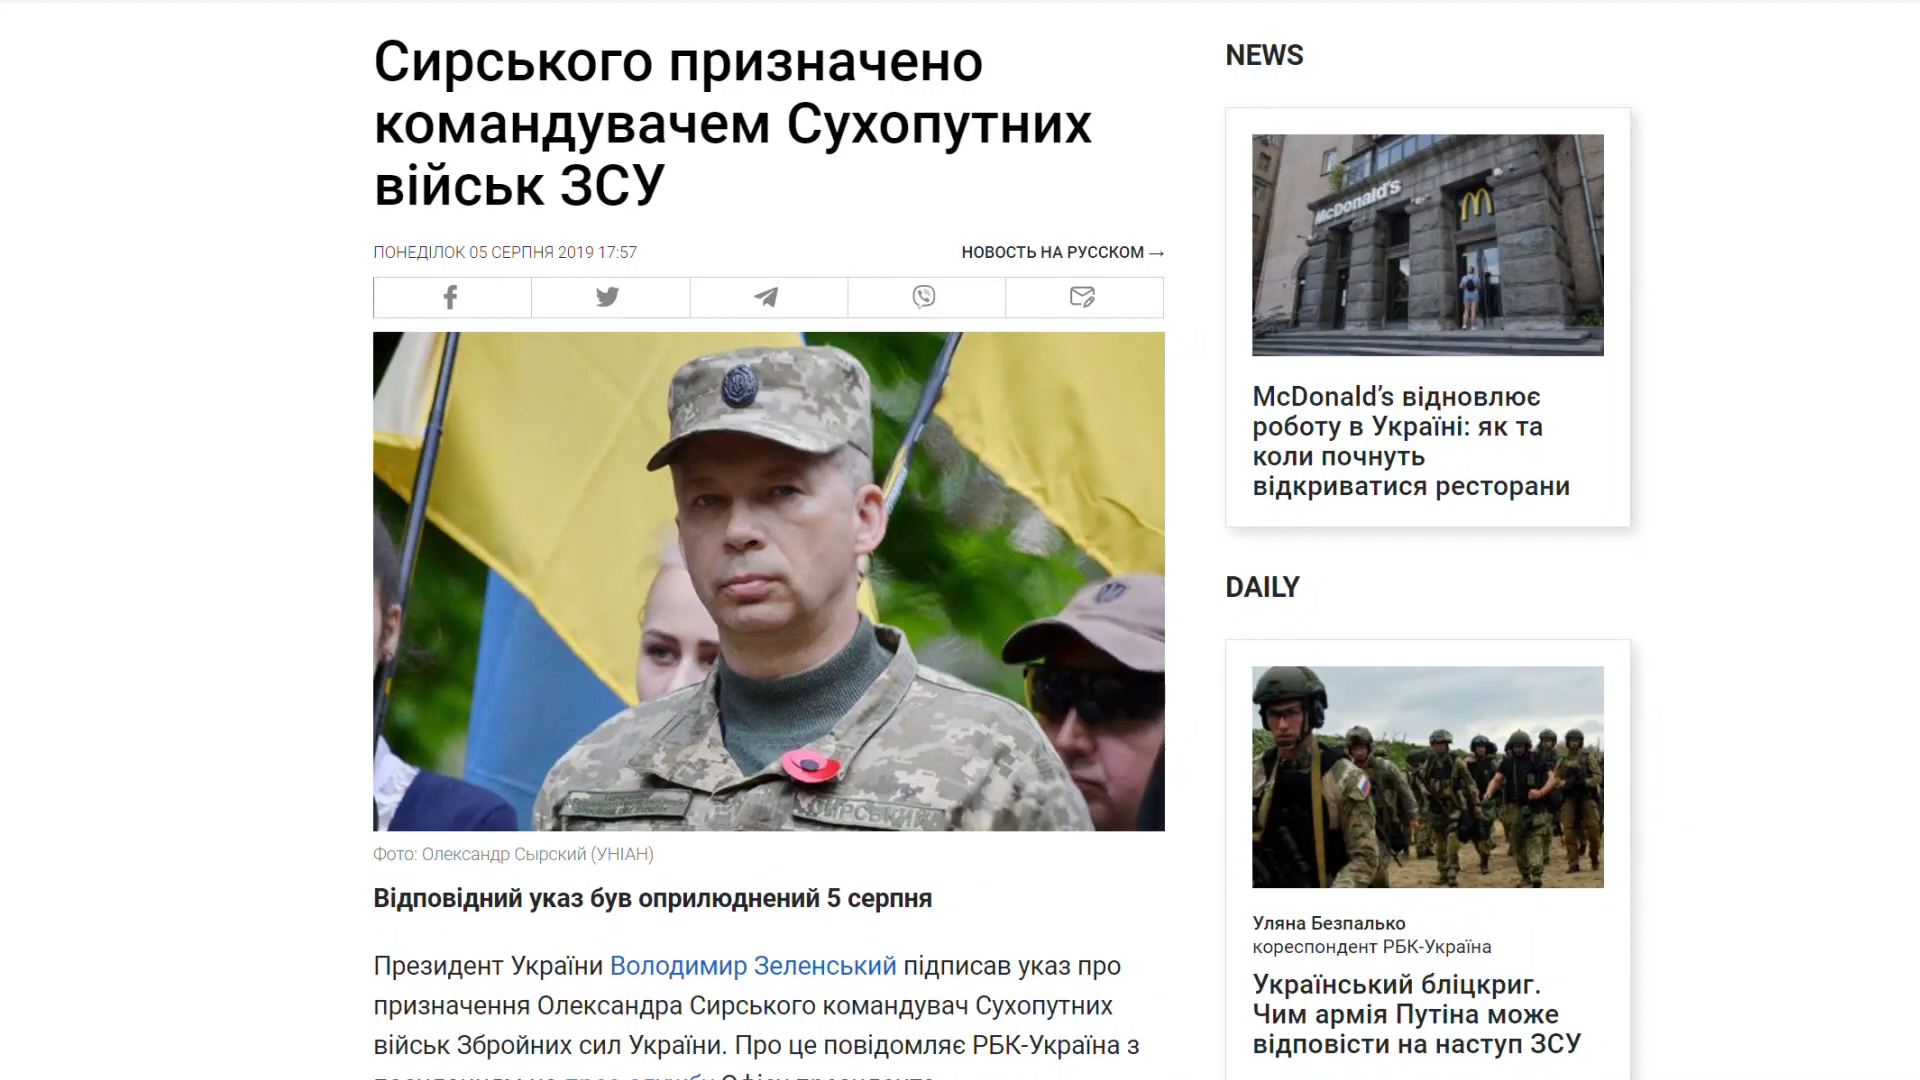 Сирського призначено
командувачем Сухопутних
військ ЗСУ
ПОНЕДІЛОК 05 СЕРПНЯ 2019 17:57
НОВОСТЬ НА РУССКОМ →
СИРСЬКИЙ
Фото: Олександр Сырский (УНІАН)
Відповідний указ був оприлюднений 5 серпня
Президент України Володимир Зеленський підписав указ про
призначення Олександра Сирського командувач Сухопутних
військ Збройних сил України. Про це повідомляє РБК-Україна з
NEWS
McDonald's
McDonald’s відновлює
роботу в Україні: як та
коли почнуть
відкриватися ресторани
DAILY
Уляна Безпалько
кореспондент РБК-Україна
Український бліцкриг.
Чим армія Путіна може
відповісти на наступ ЗСУ